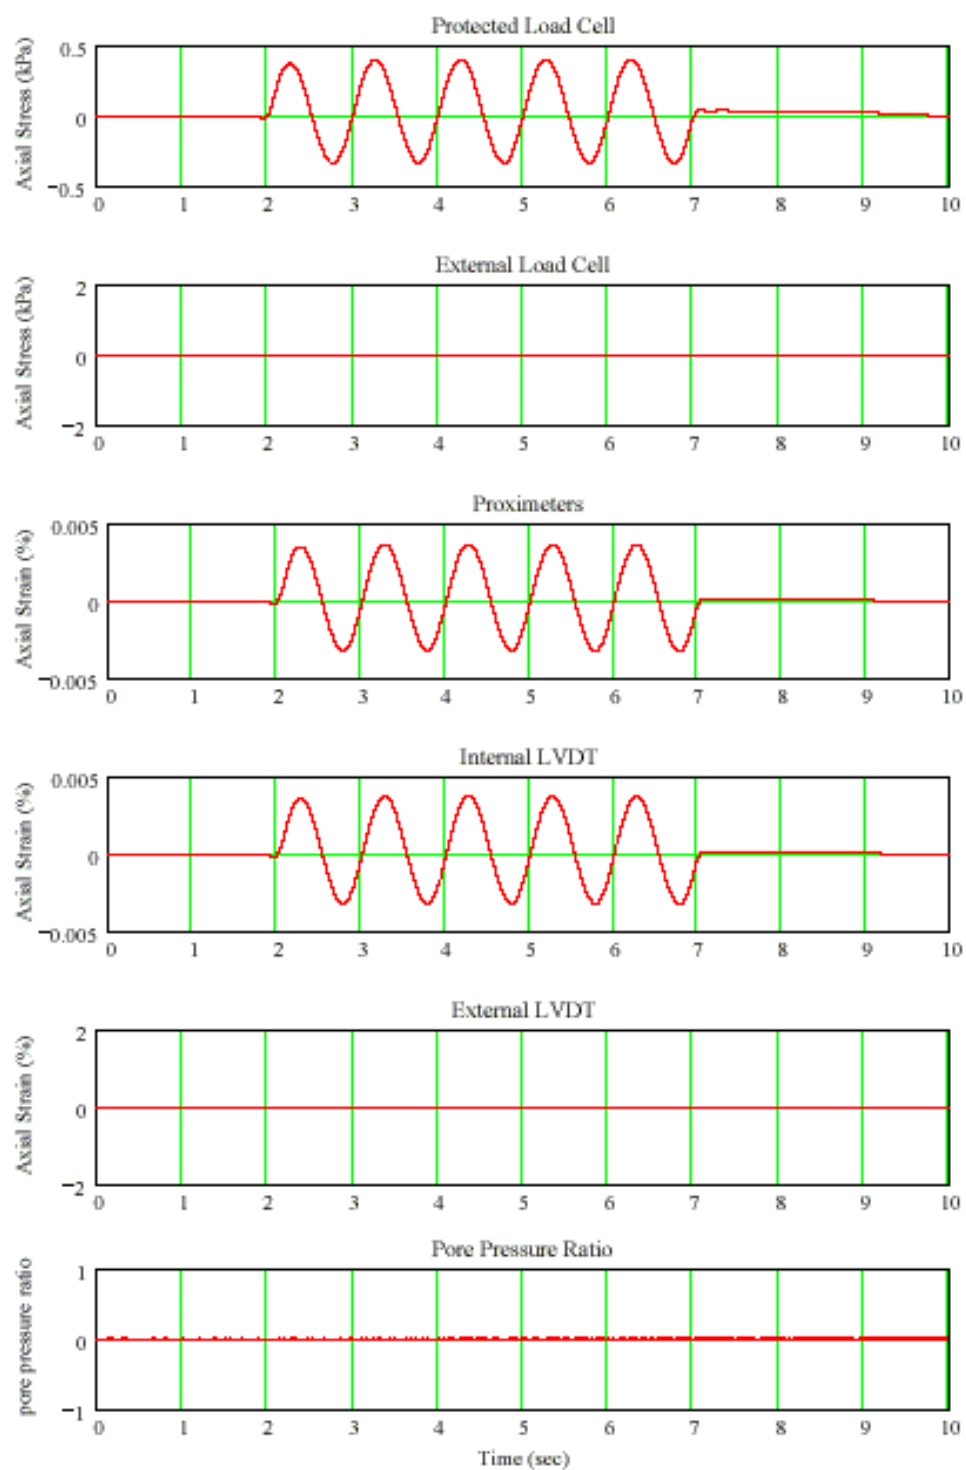 Protected Load Cell
Axial Stress (kPa)
0.5
0
−0.5
0 1 2 3 4 5 6 7 8 9 10
External Load Cell
Axial Stress (kPa)
2
0
−2
0 1 2 3 4 5 6 7 8 9 10
Proximeters
Axial Strain (%)
0.005
0
−0.005
0 1 2 3 4 5 6 7 8 9 10
Internal LVDT
Axial Strain (%)
0.005
0
−0.005
0 1 2 3 4 5 6 7 8 9 10
External LVDT
Axial Strain (%)
2
0
−2
0 1 2 3 4 5 6 7 8 9 10
Pore Pressure Ratio
pore pressure ratio
1
0
−1
0 1 2 3 4 5 6 7 8 9 10
Time (sec)